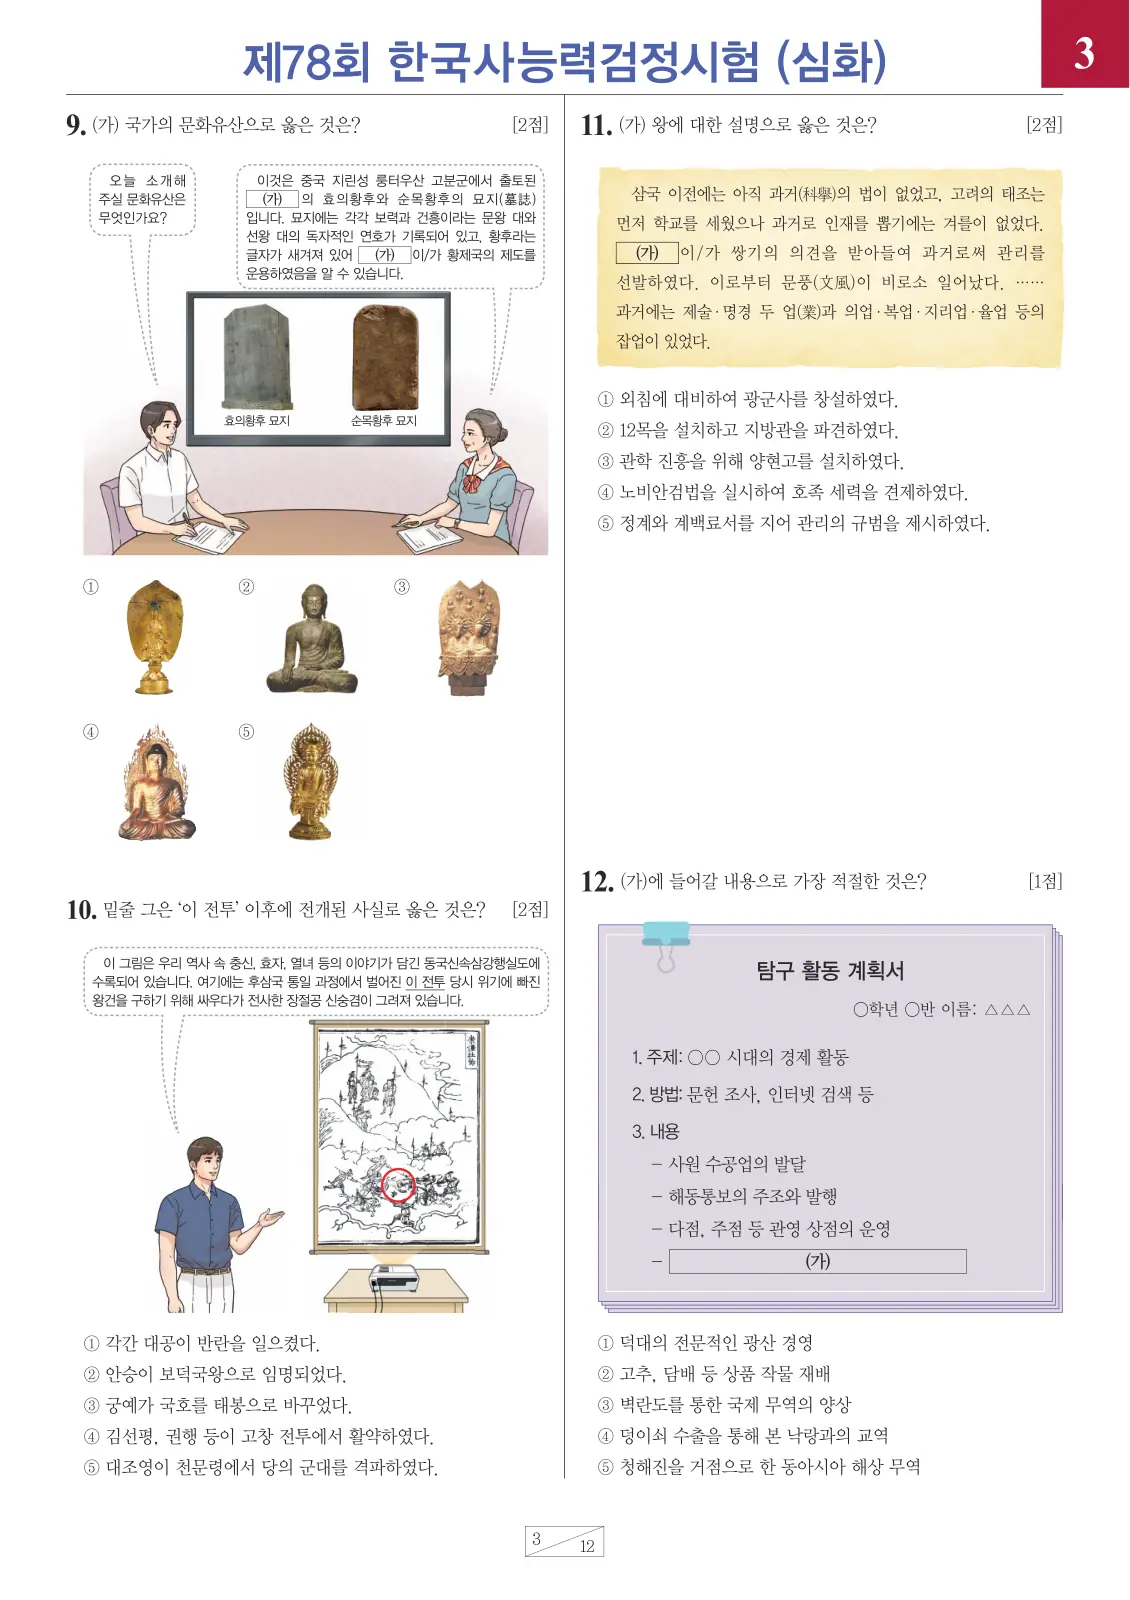 제78회 한국사능력검정시험 (심화)
3
9. (가) 국가의 문화유산으로 옳은 것은? [2점]
오늘 소개해
주실 문화유산은
무엇인가요?
이것은 중국 지린성 룽터우산 고분군에서 출토된
(가) 의 효의황후와 순목황후의 묘지(墓誌)
입니다. 묘지에는 각각 보력과 건흥이라는 문왕 대와
선왕 대의 독자적인 연호가 기록되어 있고, 황후라는
글자가 새겨져 있어 (가) 이/가 황제국의 제도를
운용하였음을 알 수 있습니다.
효의황후 묘지
순목황후 묘지
①
②
③
④
⑤
10. 밑줄 그은 ‘이 전투’ 이후에 전개된 사실로 옳은 것은? [2점]
이 그림은 우리 역사 속 충신, 효자, 열녀 등의 이야기가 담긴 동국신속삼강행실도에
수록되어 있습니다. 여기에는 후삼국 통일 과정에서 벌어진 이 전투 당시 위기에 빠진
왕건을 구하기 위해 싸우다가 전사한 장절공 신숭겸이 그려져 있습니다.
① 각간 대공이 반란을 일으켰다.
② 안승이 보덕국왕으로 임명되었다.
③ 궁예가 국호를 태봉으로 바꾸었다.
④ 김선평, 권행 등이 고창 전투에서 활약하였다.
⑤ 대조영이 천문령에서 당의 군대를 격파하였다.
11. (가) 왕에 대한 설명으로 옳은 것은? [2점]
삼국 이전에는 아직 과거(科擧)의 법이 없었고, 고려의 태조는
먼저 학교를 세웠으나 과거로 인재를 뽑기에는 겨를이 없었다.
(가) 이/가 쌍기의 의견을 받아들여 과거로써 관리를
선발하였다. 이로부터 문풍(文風)이 비로소 일어났다. ……
과거에는 제술·명경 두 업(業)과 의업·복업·지리업·율업 등의
잡업이 있었다.
① 외침에 대비하여 광군사를 창설하였다.
② 12목을 설치하고 지방관을 파견하였다.
③ 관학 진흥을 위해 양현고를 설치하였다.
④ 노비안검법을 실시하여 호족 세력을 견제하였다.
⑤ 정계와 계백료서를 지어 관리의 규범을 제시하였다.
12. (가)에 들어갈 내용으로 가장 적절한 것은? [1점]
탐구 활동 계획서
○학년 ○반 이름: △△△
1. 주제: ○○ 시대의 경제 활동
2. 방법: 문헌 조사, 인터넷 검색 등
3. 내용
- 사원 수공업의 발달
- 해동통보의 주조와 발행
- 다점, 주점 등 관영 상점의 운영
- (가)
① 덕대의 전문적인 광산 경영
② 고추, 담배 등 상품 작물 재배
③ 벽란도를 통한 국제 무역의 양상
④ 덩이쇠 수출을 통해 본 낙랑과의 교역
⑤ 청해진을 거점으로 한 동아시아 해상 무역
3
12